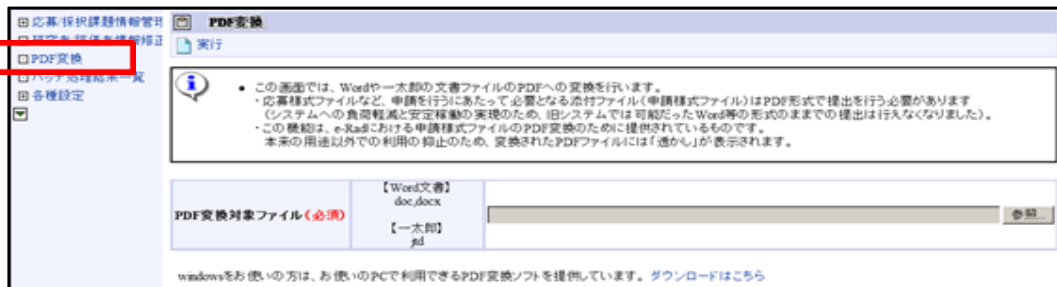 応募/採択課題情報管理
研究者/評価者情報修正
PDF変換
バッチ処理結果一覧
各種設定
PDF変換
実行
• この画面では、Wordや一太郎の文書ファイルのPDFへの変換を行います。
・応募様式ファイルなど、申請を行うにあたって必要となる添付ファイル(申請様式ファイル)はPDF形式で提出を行う必要があります
(システムへの負荷軽減と安定稼動の実現のため、旧システムでは可能だったWord等の形式のままでの提出は行えなくなりました)。
・この機能は、e-Radにおける申請様式ファイルのPDF変換のために提供されているものです。
本来の用途以外での利用の抑止のため、変換されたPDFファイルには「透かし」が表示されます。
PDF変換対象ファイル(必須)
【Word文書】
doc,docx
【一太郎】
jtd
参照...
windowsをお使いの方は、お使いのPCで利用できるPDF変換ソフトを提供しています。ダウンロードはこちら